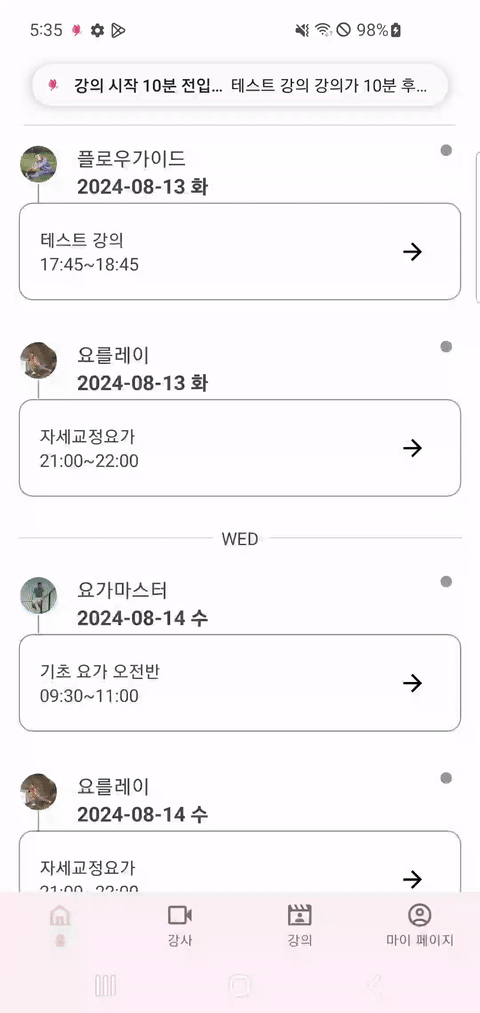 5:35 98%
강의 시작 10분 전입... 테스트 강의 강의가 10분 후...
플로우가이드
2024-08-13 화
테스트 강의
17:45~18:45
요를레이
2024-08-13 화
자세교정요가
21:00~22:00
WED
요가마스터
2024-08-14 수
기초 요가 오전반
09:30~11:00
요를레이
2024-08-14 수
자세교정요가
21:00~22:00
강사
강의
마이 페이지